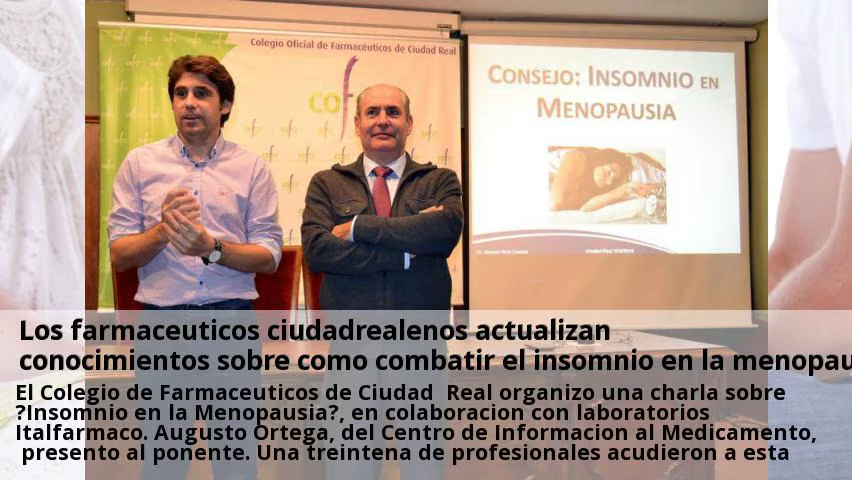 Colegio Oficial de Farmacéuticos de Ciudad Real
cofo
CONSEJO: INSOMNIO EN
MENOPAUSIA
Ciudad Real
Los farmaceuticos ciudadrealenos actualizan
conocimientos sobre como combatir el insomnio en la menopau
El Colegio de Farmaceuticos de Ciudad  Real organizo una charla sobre
?Insomnio en la Menopausia?, en colaboracion con laboratorios
Italfarmaco. Augusto Ortega, del Centro de Informacion al Medicamento,
presento al ponente. Una treintena de profesionales acudieron a esta